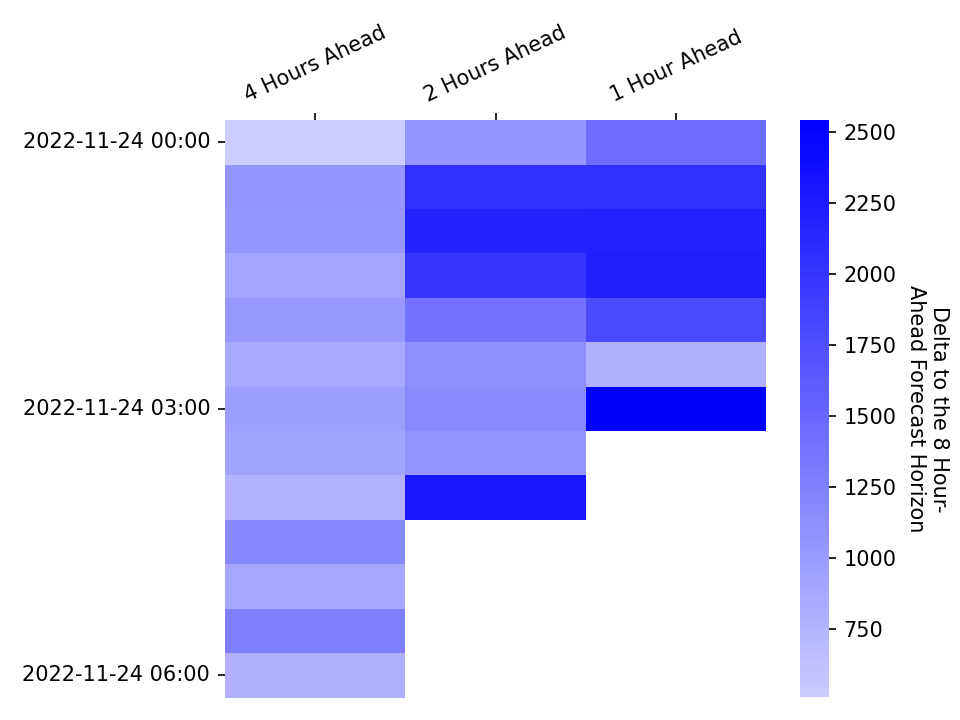 4 Hours Ahead
2 Hours Ahead
1 Hour Ahead
2022-11-24 00:00
2022-11-24 03:00
2022-11-24 06:00
2500
2250
2000
1750
1500
1250
1000
750
Delta to the 8 Hour-
Ahead Forecast Horizon